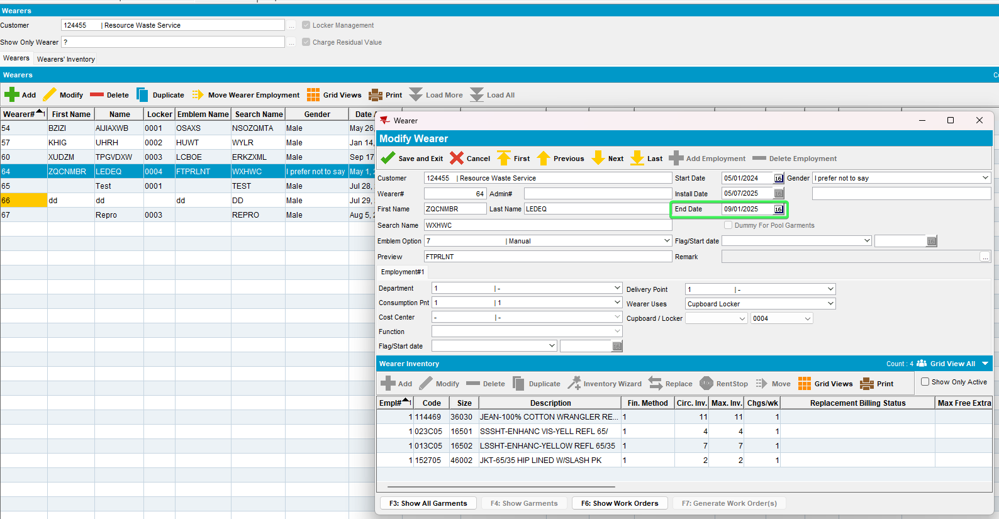 Wearers
Customer 124455 | Resource Waste Service ... Locker Management
Show Only Wearer ? ... Charge Residual Value
Wearers Wearers' Inventory
Wearers
Add Modify Delete Duplicate Move Wearer Employment Grid Views Print Load More Load All
Wearer# 1 First Name Name Locker Emblem Name Search Name Gender Date
54 BZIZI AIJIAXWB 0001 OSAXS NSOZQMTA Male May 26,
57 KHIG UHRH 0002 HUWT WYLR Male Jan 14,
60 XUDZM TPGVDXW 0003 LCBOE ERKZXML Male Sep 17,
64 ZQCNMBR LEDEQ 0004 FTPRLNT WXHWC I prefer not to say May 1,
65 Test 0001 TEST Male Jul 28,
66 dd dd dd DD Male Jul 29,
67 Repro 0003 REPRO Male Aug 5,
Wearer
Modify Wearer
Save and Exit Cancel First Previous Next Last Add Employment Delete Employment
Customer 124455 | Resource Waste Service Start Date 05/01/2024 16 Gender I prefer not to say
Wearer# 64 Admin# Install Date 05/07/2025 16
First Name ZQCNMBR Last Name LEDEQ End Date 09/01/2025 16
Search Name WXHWC Dummy For Pool Garments
Emblem Option 7 | Manual Flag/Start date 16
Preview FTPRLNT Remark ...
Employment#1
Department 1 | - Delivery Point 1 | -
Consumption Pnt 1 | 1 Wearer Uses Cupboard Locker
Cost Center - | - Cupboard / Locker 0004
Function
Flag/Start date 16
Wearer Inventory Count : 4 Grid View All
Add Modify Delete Duplicate Inventory Wizard Replace RentStop Move Grid Views Print Show Only Active
Empl# 1 Code Size Description Fin. Method Circ. Inv. Max. Inv. Chgs/wk Replacement Billing Status Max Free Extra
1 114469 36030 JEAN-100% COTTON WRANGLER RE... 1 11 11 1
1 023C05 16501 SSSHT-ENHANC VIS-YELL REFL 65/ 1 4 4 1
1 013C05 16502 LSSHT-ENHANC-YELLOW REFL 65/35 1 7 7 1
1 152705 46002 JKT-65/35 HIP LINED W/SLASH PK 1 2 2 1
F3: Show All Garments F4: Show Garments F6: Show Work Orders F7: Generate Work Order(s)